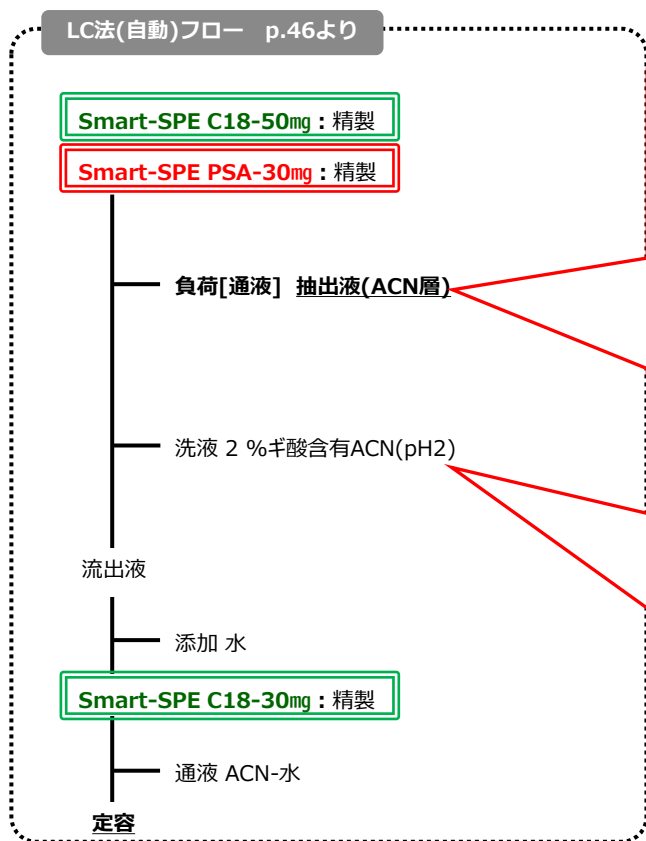 LC法(自動)フロー p.46より
Smart-SPE C18-50㎎：精製
Smart-SPE PSA-30㎎：精製
負荷[通液] 抽出液(ACN層)
洗液 2 %ギ酸含有ACN(pH2)
流出液
添加 水
Smart-SPE C18-30㎎：精製
通液 ACN-水
定容